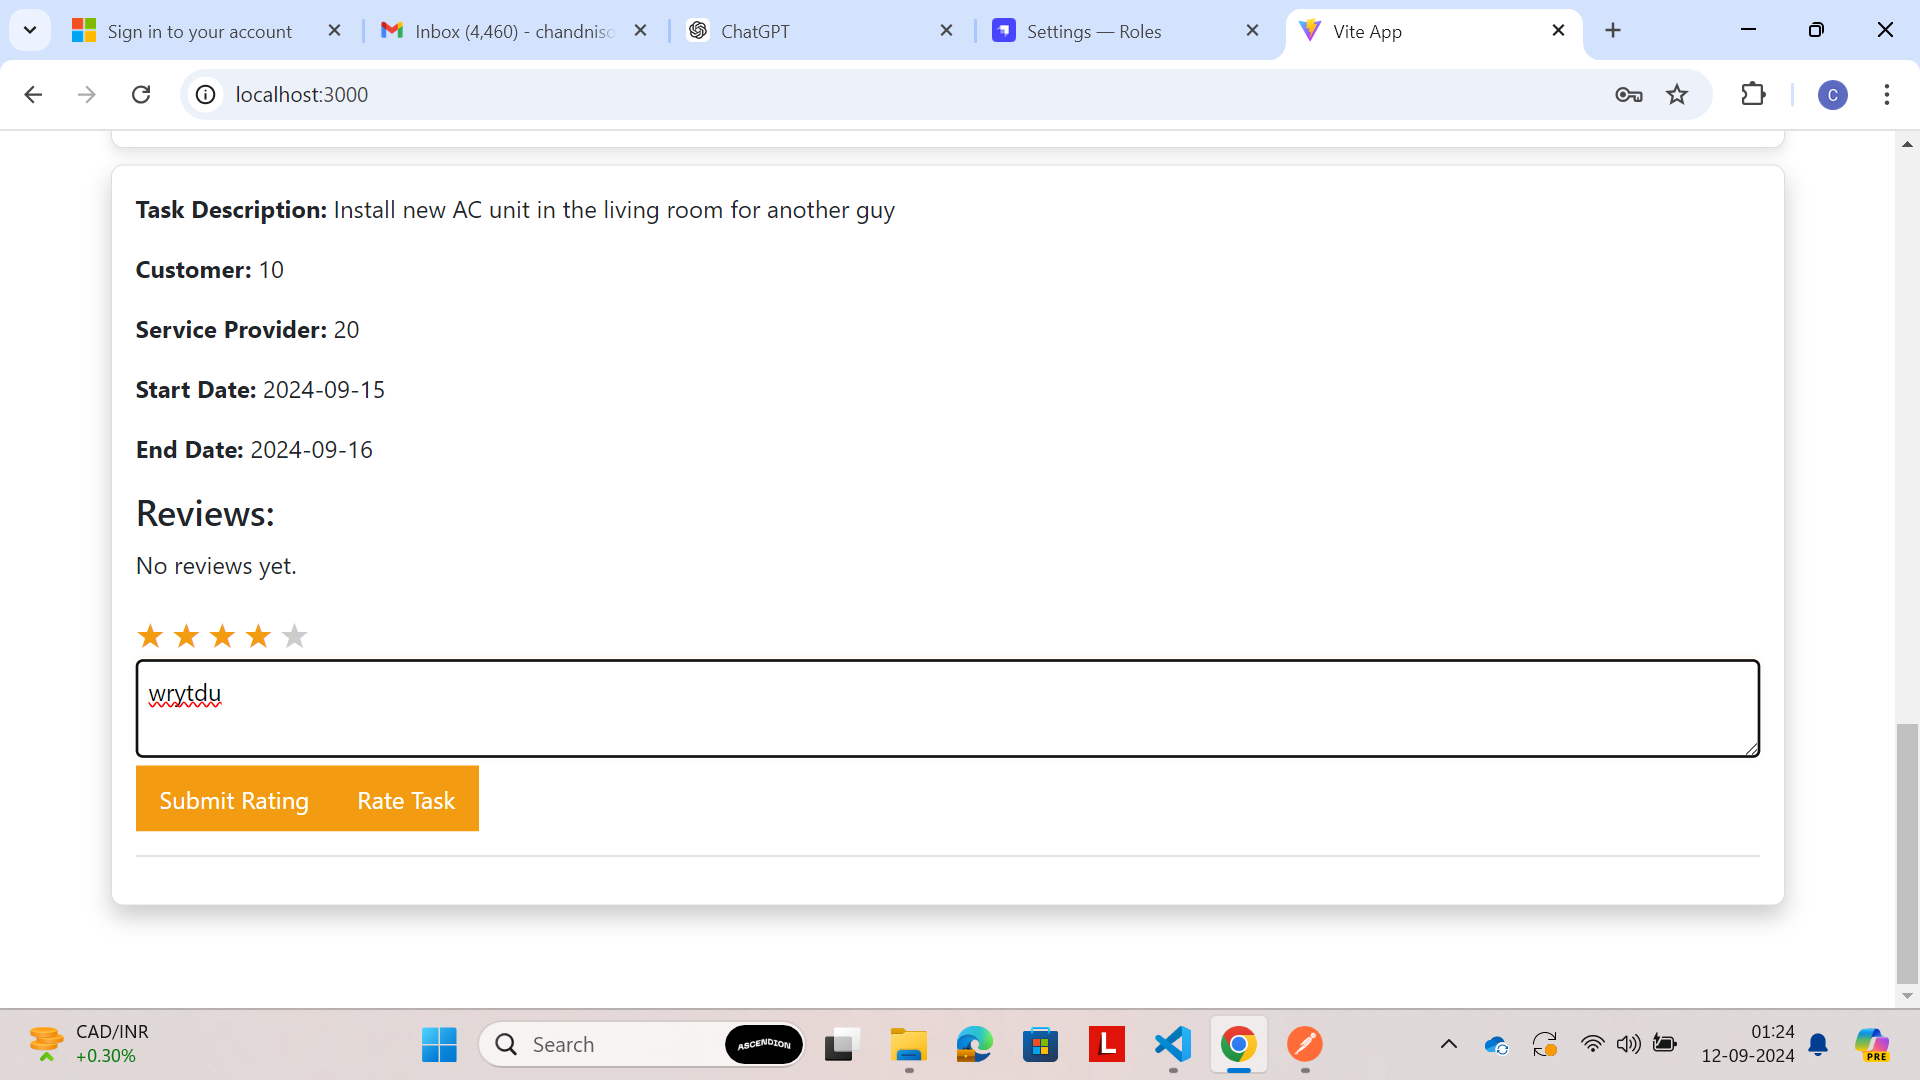 Sign in to your account
Inbox (4,460) - chandnisc
ChatGPT
Settings — Roles
Vite App
localhost:3000
C
Task Description: Install new AC unit in the living room for another guy
Customer: 10
Service Provider: 20
Start Date: 2024-09-15
End Date: 2024-09-16
Reviews:
No reviews yet.
wrytdu
Submit Rating Rate Task
CAD/INR
+0.30%
Search
ASCENDION
L
01:24
12-09-2024
PRE